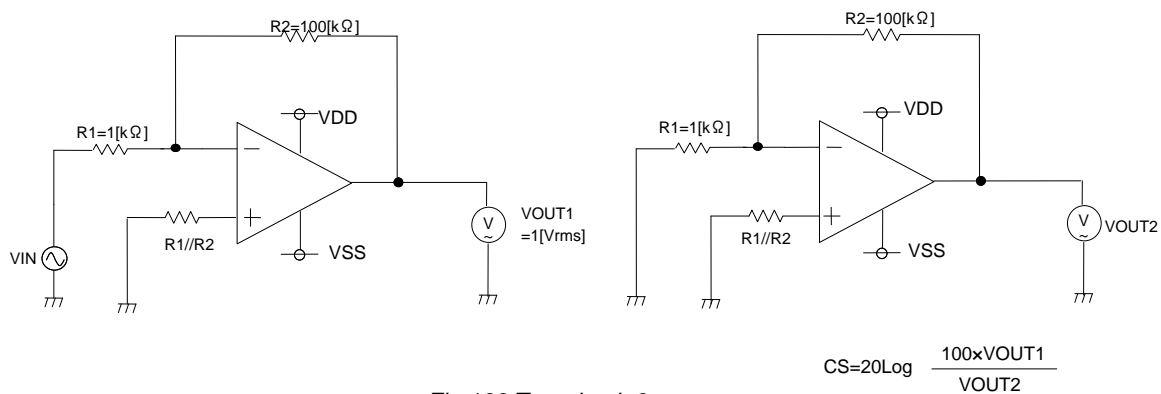 R2=100[kΩ]
VDD
R1=1[kΩ]
R1//R2
VSS
VIN
V
VOUT1
=1[Vrms]
R2=100[kΩ]
VDD
R1=1[kΩ]
R1//R2
VSS
V
VOUT2
CS=20Log 100×VOUT1
VOUT2